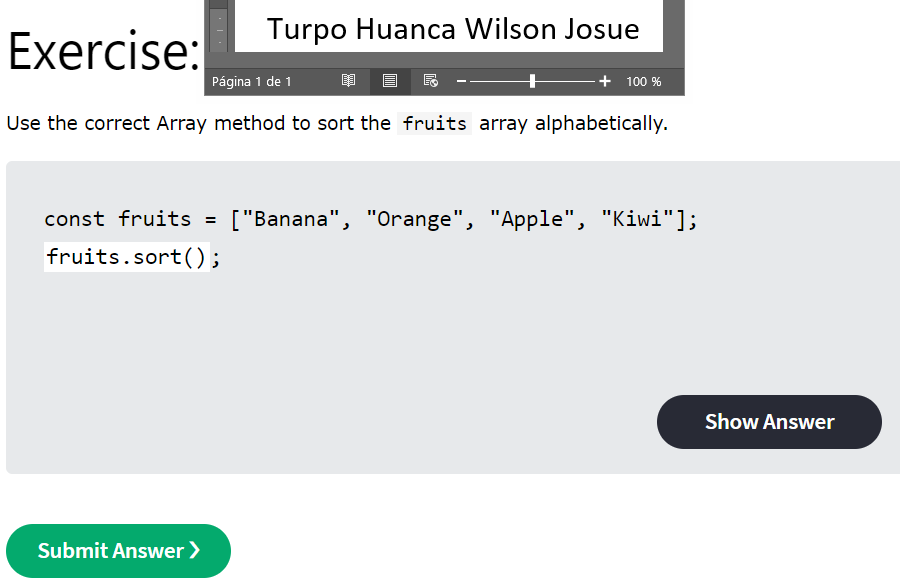 Turpo Huanca Wilson Josue
Exercise:
Página 1 de 1
100 %
Use the correct Array method to sort the fruits array alphabetically.
const fruits = ["Banana", "Orange", "Apple", "Kiwi"];
fruits.sort();
Show Answer
Submit Answer ❯